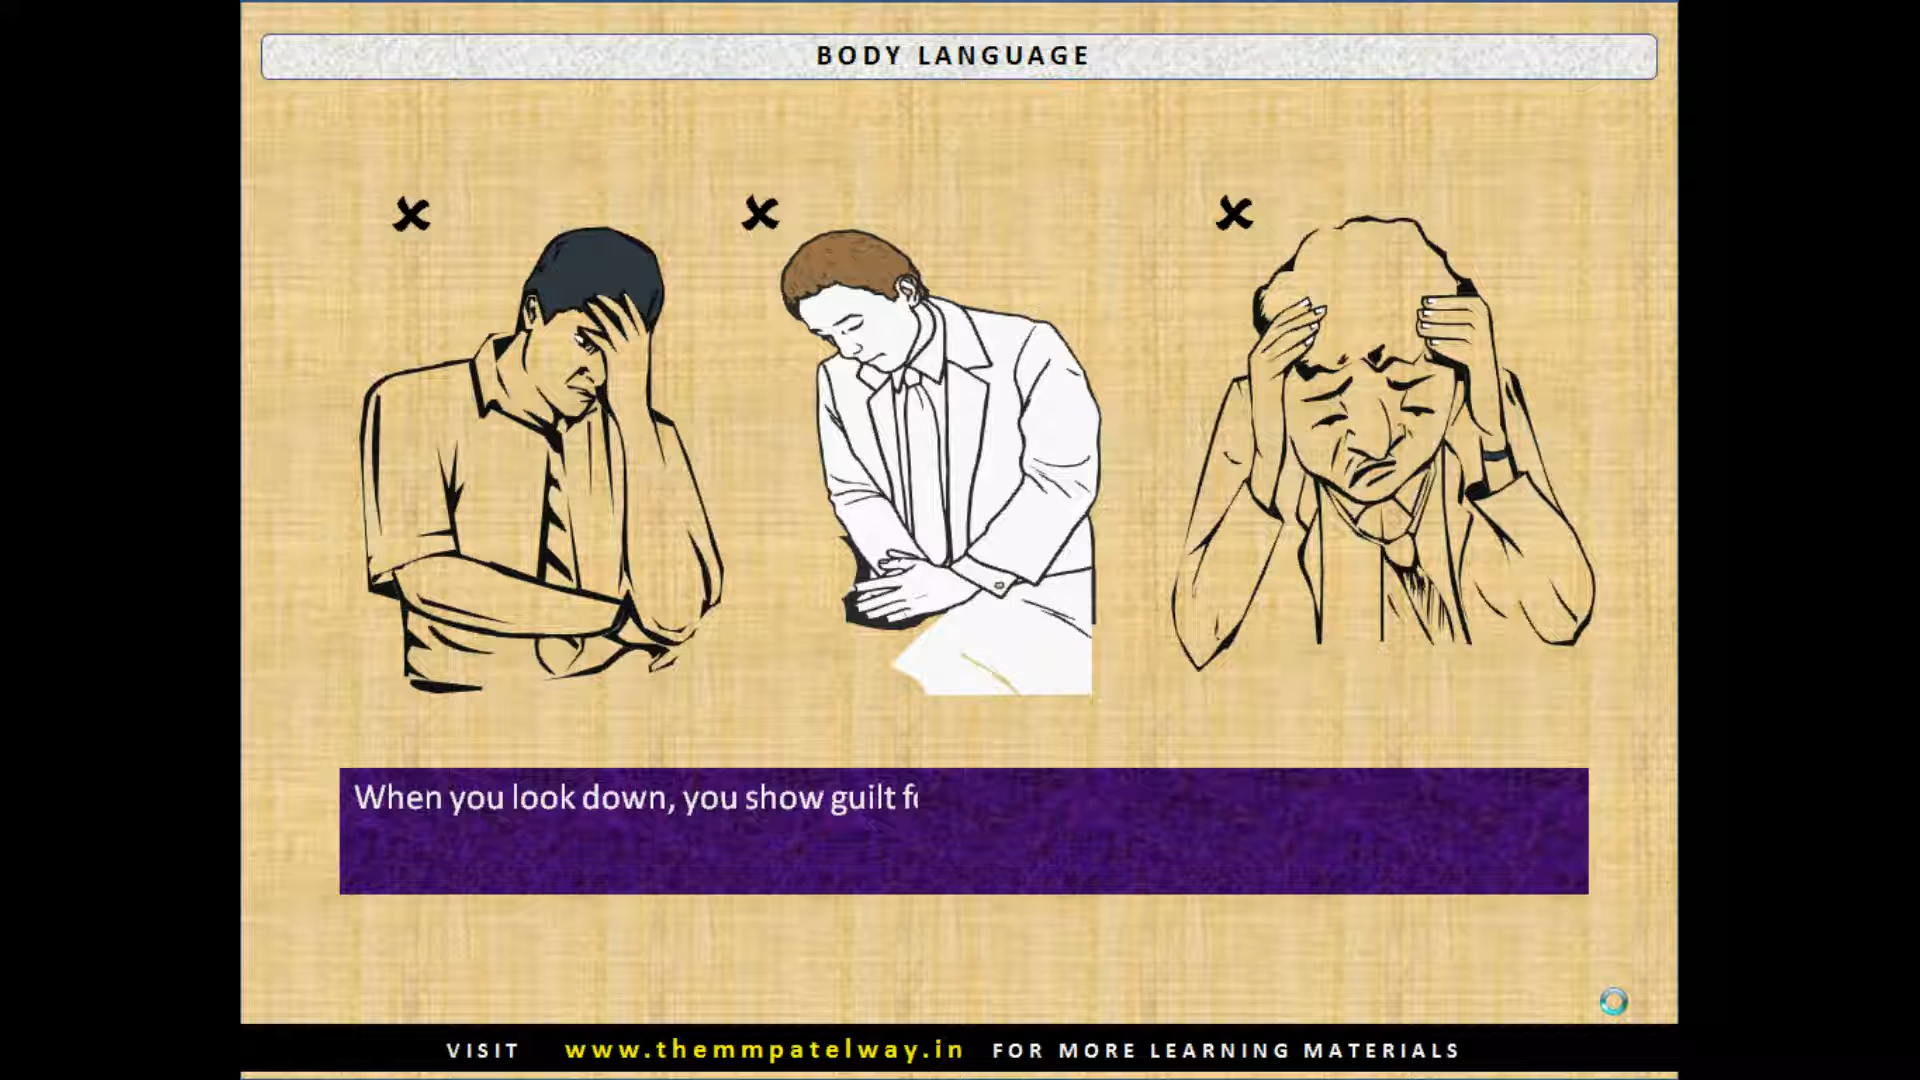 BODY LANGUAGE
When you look down, you show guilt
VISIT www.themmpatelway.in FOR MORE LEARNING MATERIALS